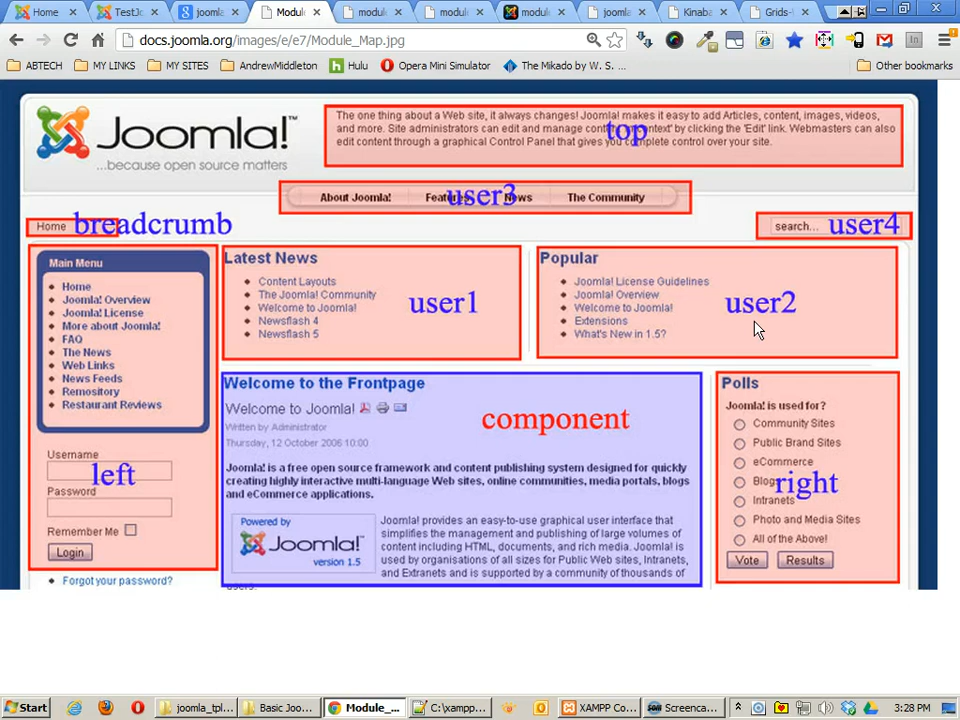 Home
TestJo
joomla
Module
module
module
module
joomla
Kinaba
Grids-
docs.joomla.org/images/e/e7/Module_Map.jpg
ABTECH
MY LINKS
MY SITES
AndrewMiddleton
Hulu
Opera Mini Simulator
The Mikado by W. S. ...
Other bookmarks
Joomla!™
...because open source matters
The one thing about a Web site, it always changes! Joomla! makes it easy to add Articles, content, images, videos,
and more. Site administrators can edit and manage content 'in context' by clicking the 'Edit' link. Webmasters can also
edit content through a graphical Control Panel that gives you complete control over your site.
top
About Joomla!
Features
News
The Community
user3
Home
breadcrumb
search...
user4
Main Menu
Home
Joomla! Overview
Joomla! License
More about Joomla!
FAQ
The News
Web Links
News Feeds
Remository
Restaurant Reviews
Username
left
Password
Remember Me
Login
Forgot your password?
Latest News
Content Layouts
The Joomla! Community
Welcome to Joomla!
Newsflash 4
Newsflash 5
user1
Popular
Joomla! License Guidelines
Joomla! Overview
Welcome to Joomla!
Extensions
What's New in 1.5?
user2
Welcome to the Frontpage
Welcome to Joomla!
component
Written by Administrator
Thursday, 12 October 2006 10:00
Joomla! is a free open source framework and content publishing system designed for quickly
creating highly interactive multi-language Web sites, online communities, media portals, blogs
and eCommerce applications.
Powered by
Joomla!™
version 1.5
Joomla! provides an easy-to-use graphical user interface that
simplifies the management and publishing of large volumes of
content including HTML, documents, and rich media. Joomla! is
used by organisations of all sizes for Public Web sites, Intranets,
and Extranets and is supported by a community of thousands of
users.
Polls
Joomla! is used for?
Community Sites
Public Brand Sites
eCommerce
Blogs
right
Intranets
Photo and Media Sites
All of the Above!
Vote
Results
Start
joomla_tpl...
Basic Joo...
Module_...
C:\xampp...
XAMPP Co...
Screenca...
3:28 PM